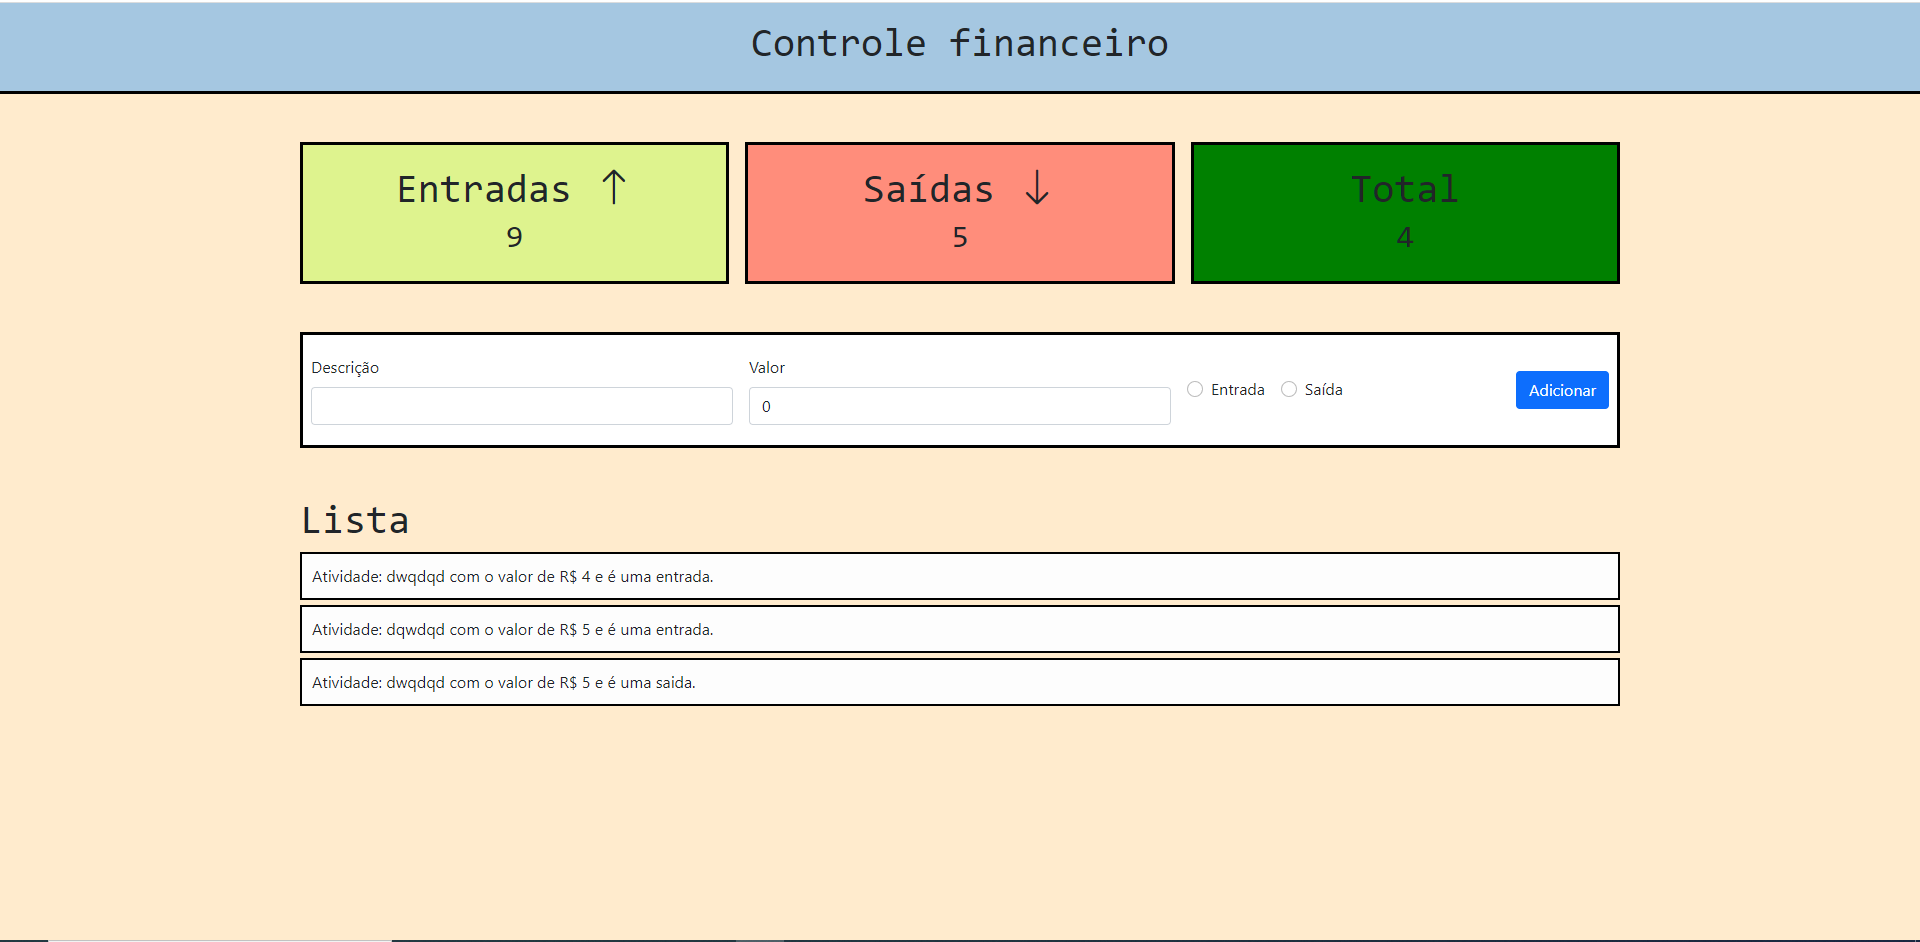 Controle financeiro
Entradas ↑
9
Saídas ↓
5
Total
4
Descrição
Valor
0
Entrada
Saída
Adicionar
Lista
Atividade: dwqdqd com o valor de R$ 4 e é uma entrada.
Atividade: dqwdqd com o valor de R$ 5 e é uma entrada.
Atividade: dwqdqd com o valor de R$ 5 e é uma saida.